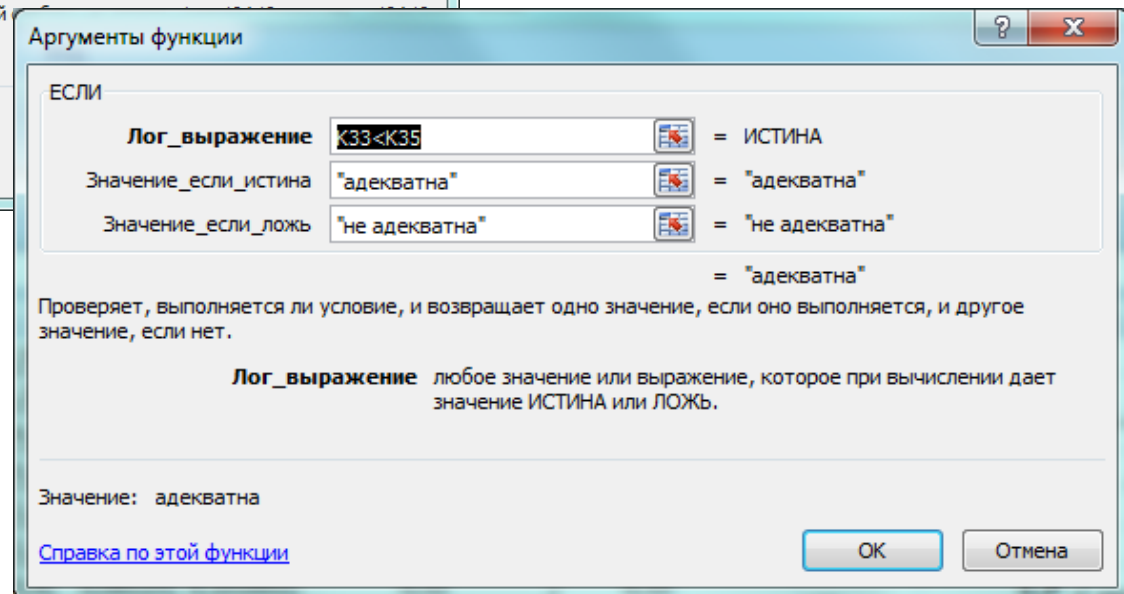 Аргументы функции
ЕСЛИ
Лог_выражение K33<K35 = ИСТИНА
Значение_если_истина "адекватна" = "адекватна"
Значение_если_ложь "не адекватна" = "не адекватна"
= "адекватна"
Проверяет, выполняется ли условие, и возвращает одно значение, если оно выполняется, и другое
значение, если нет.
Лог_выражение любое значение или выражение, которое при вычислении дает
значение ИСТИНА или ЛОЖЬ.
Значение: адекватна
Справка по этой функции
ОК
Отмена